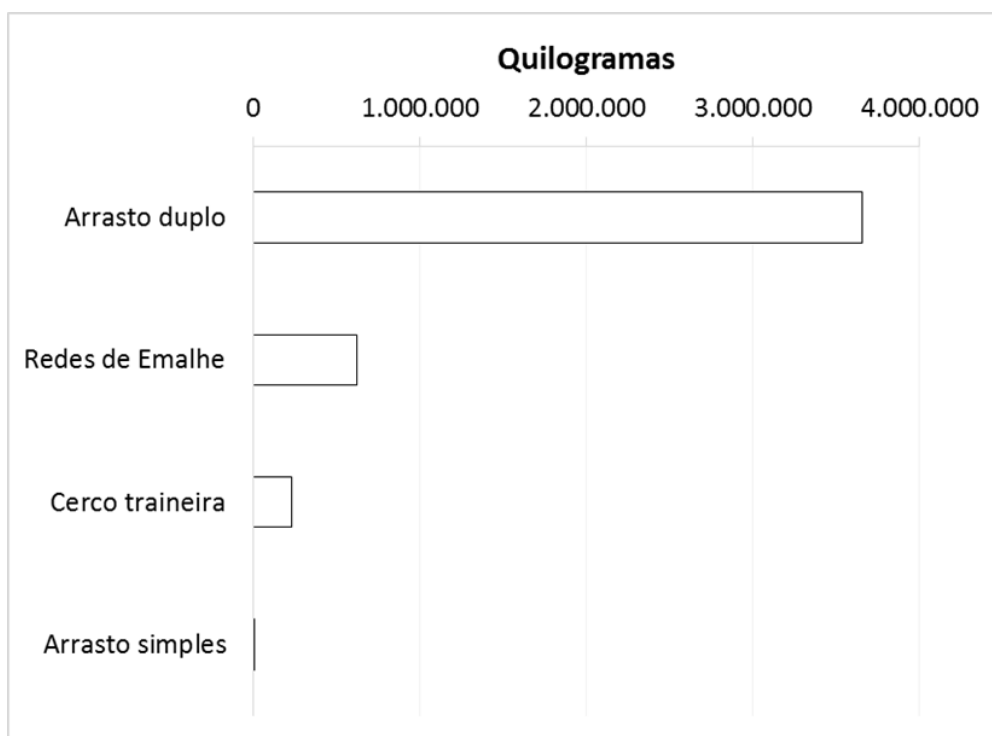 Quilogramas
0 1.000.000 2.000.000 3.000.000 4.000.000
Arrasto duplo
Redes de Emalhe
Cerco traineira
Arrasto simples